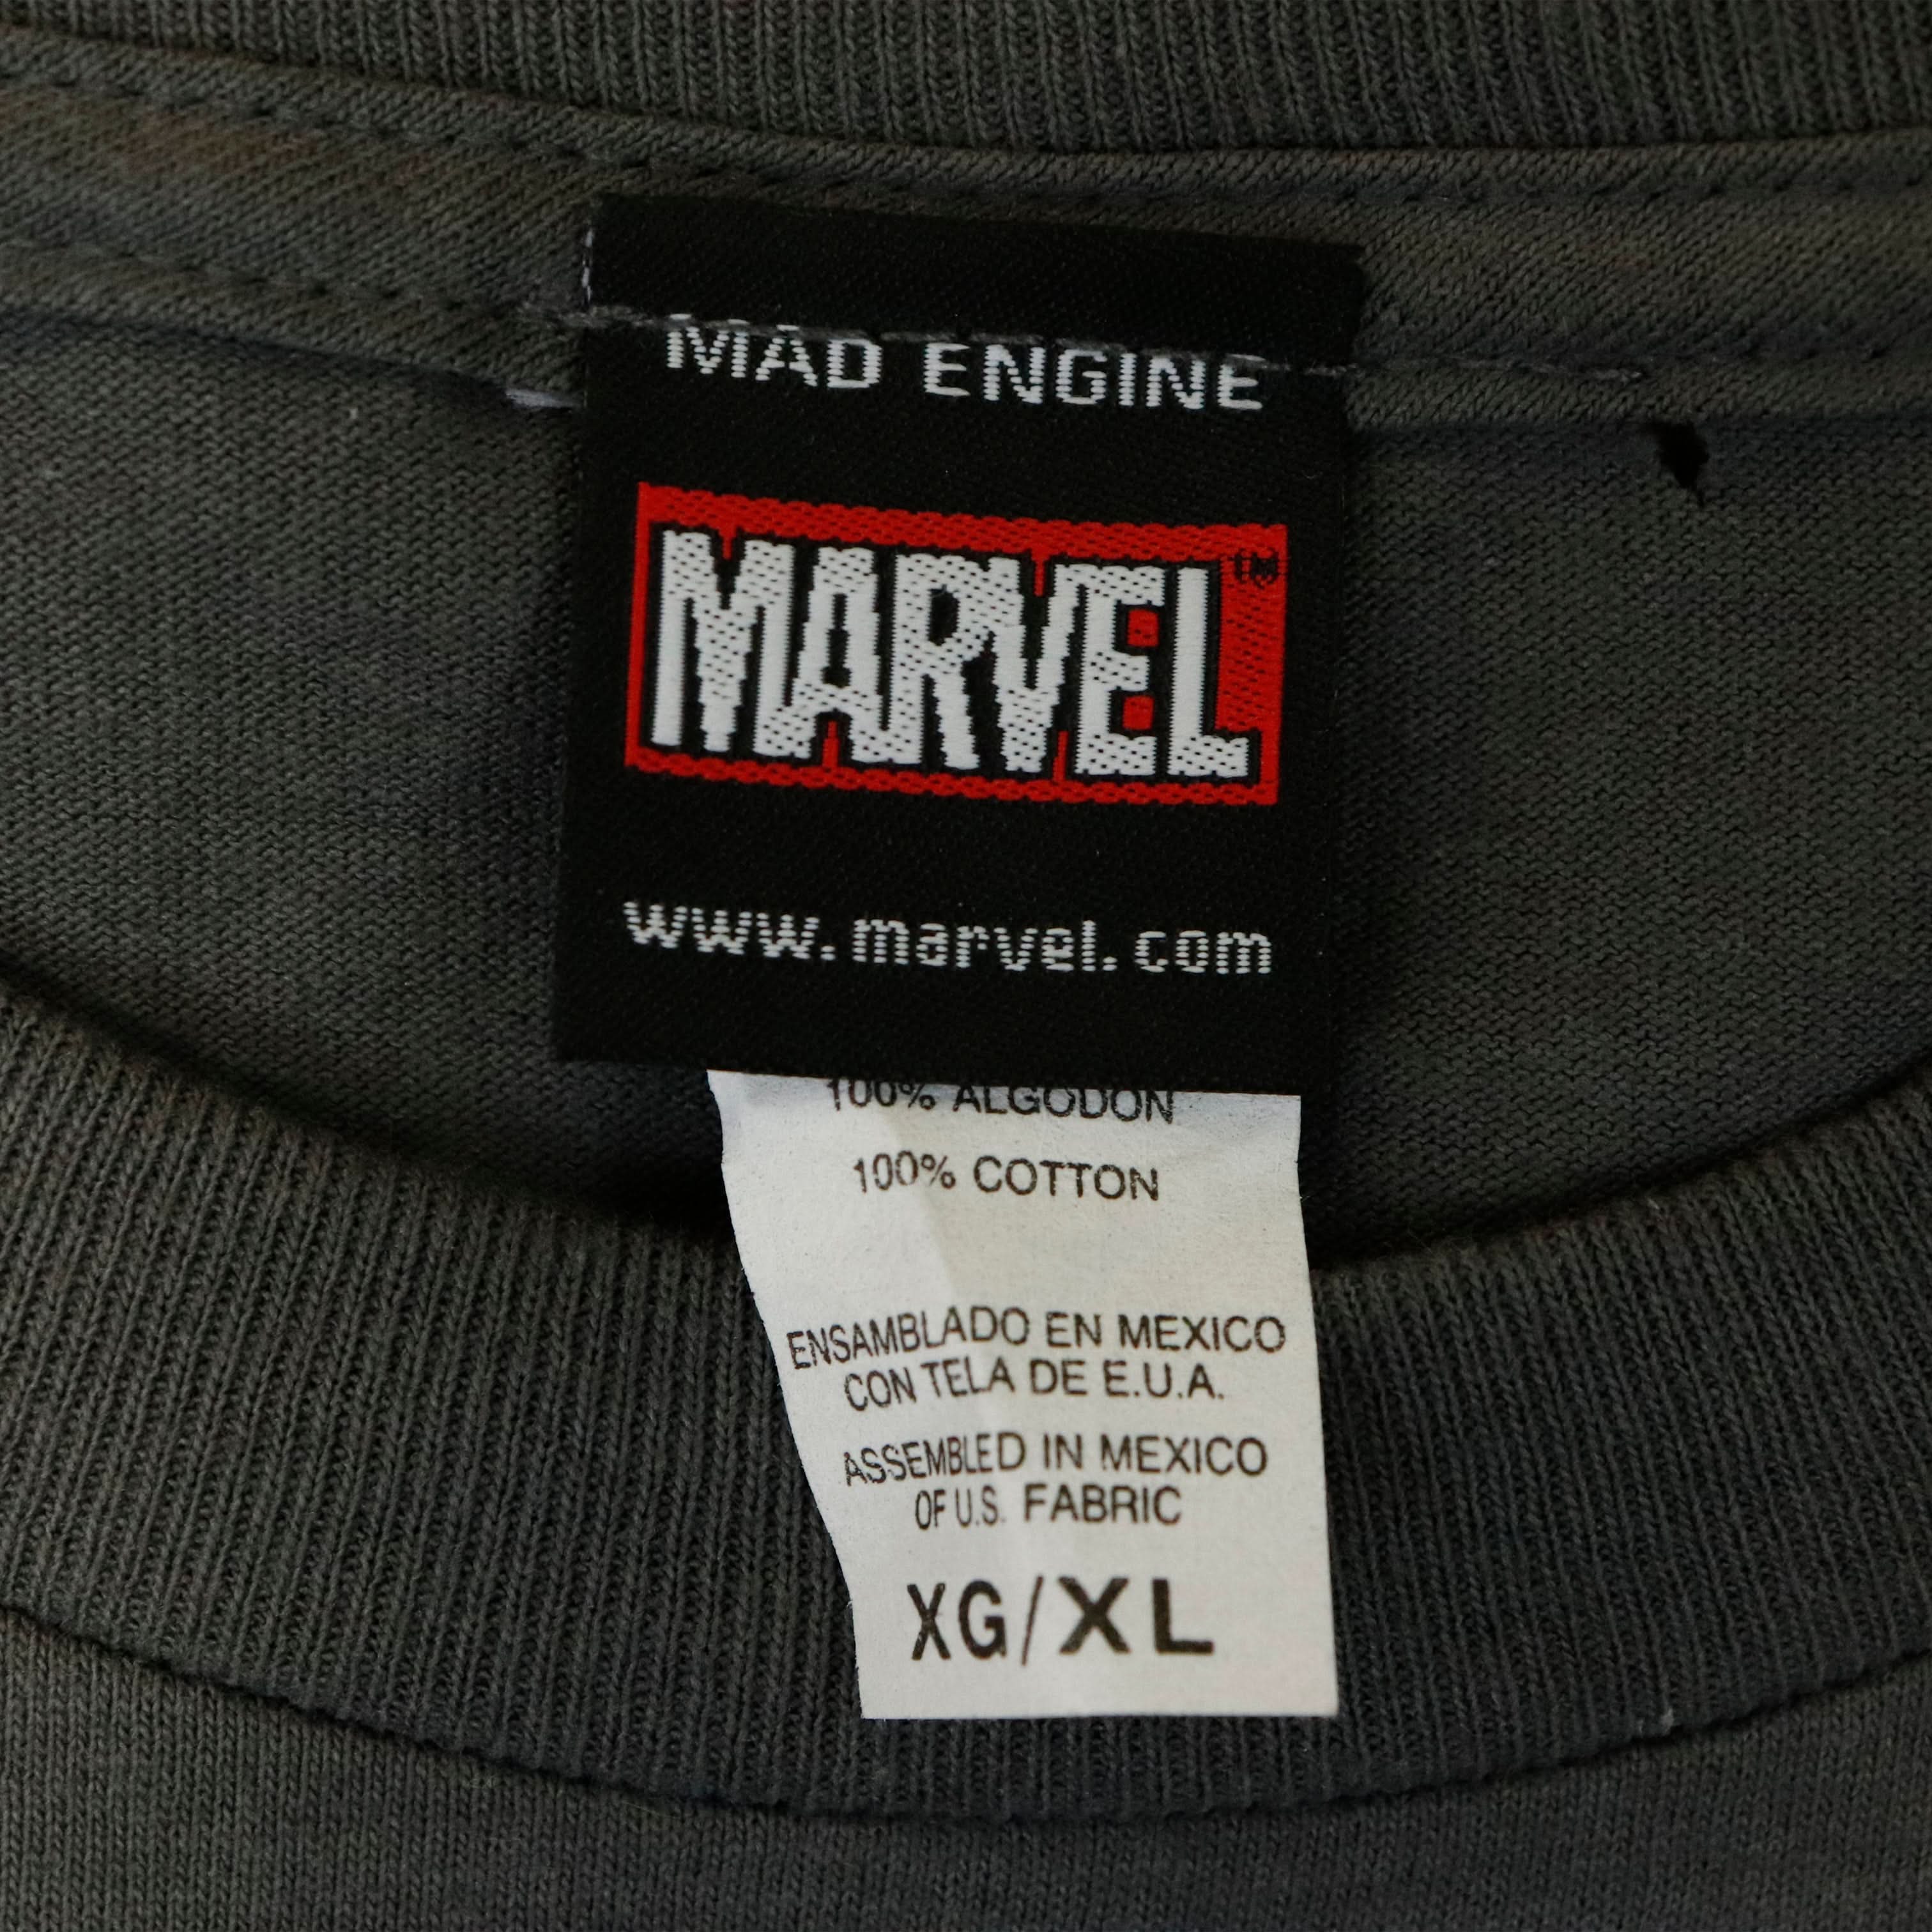 MAD ENGINE
MARVEL™
www.marvel.com
100% ALGODON
100% COTTON
ENSAMBLADO EN MEXICO
CON TELA DE E.U.A.
ASSEMBLED IN MEXICO
OF U.S. FABRIC
XG/XL